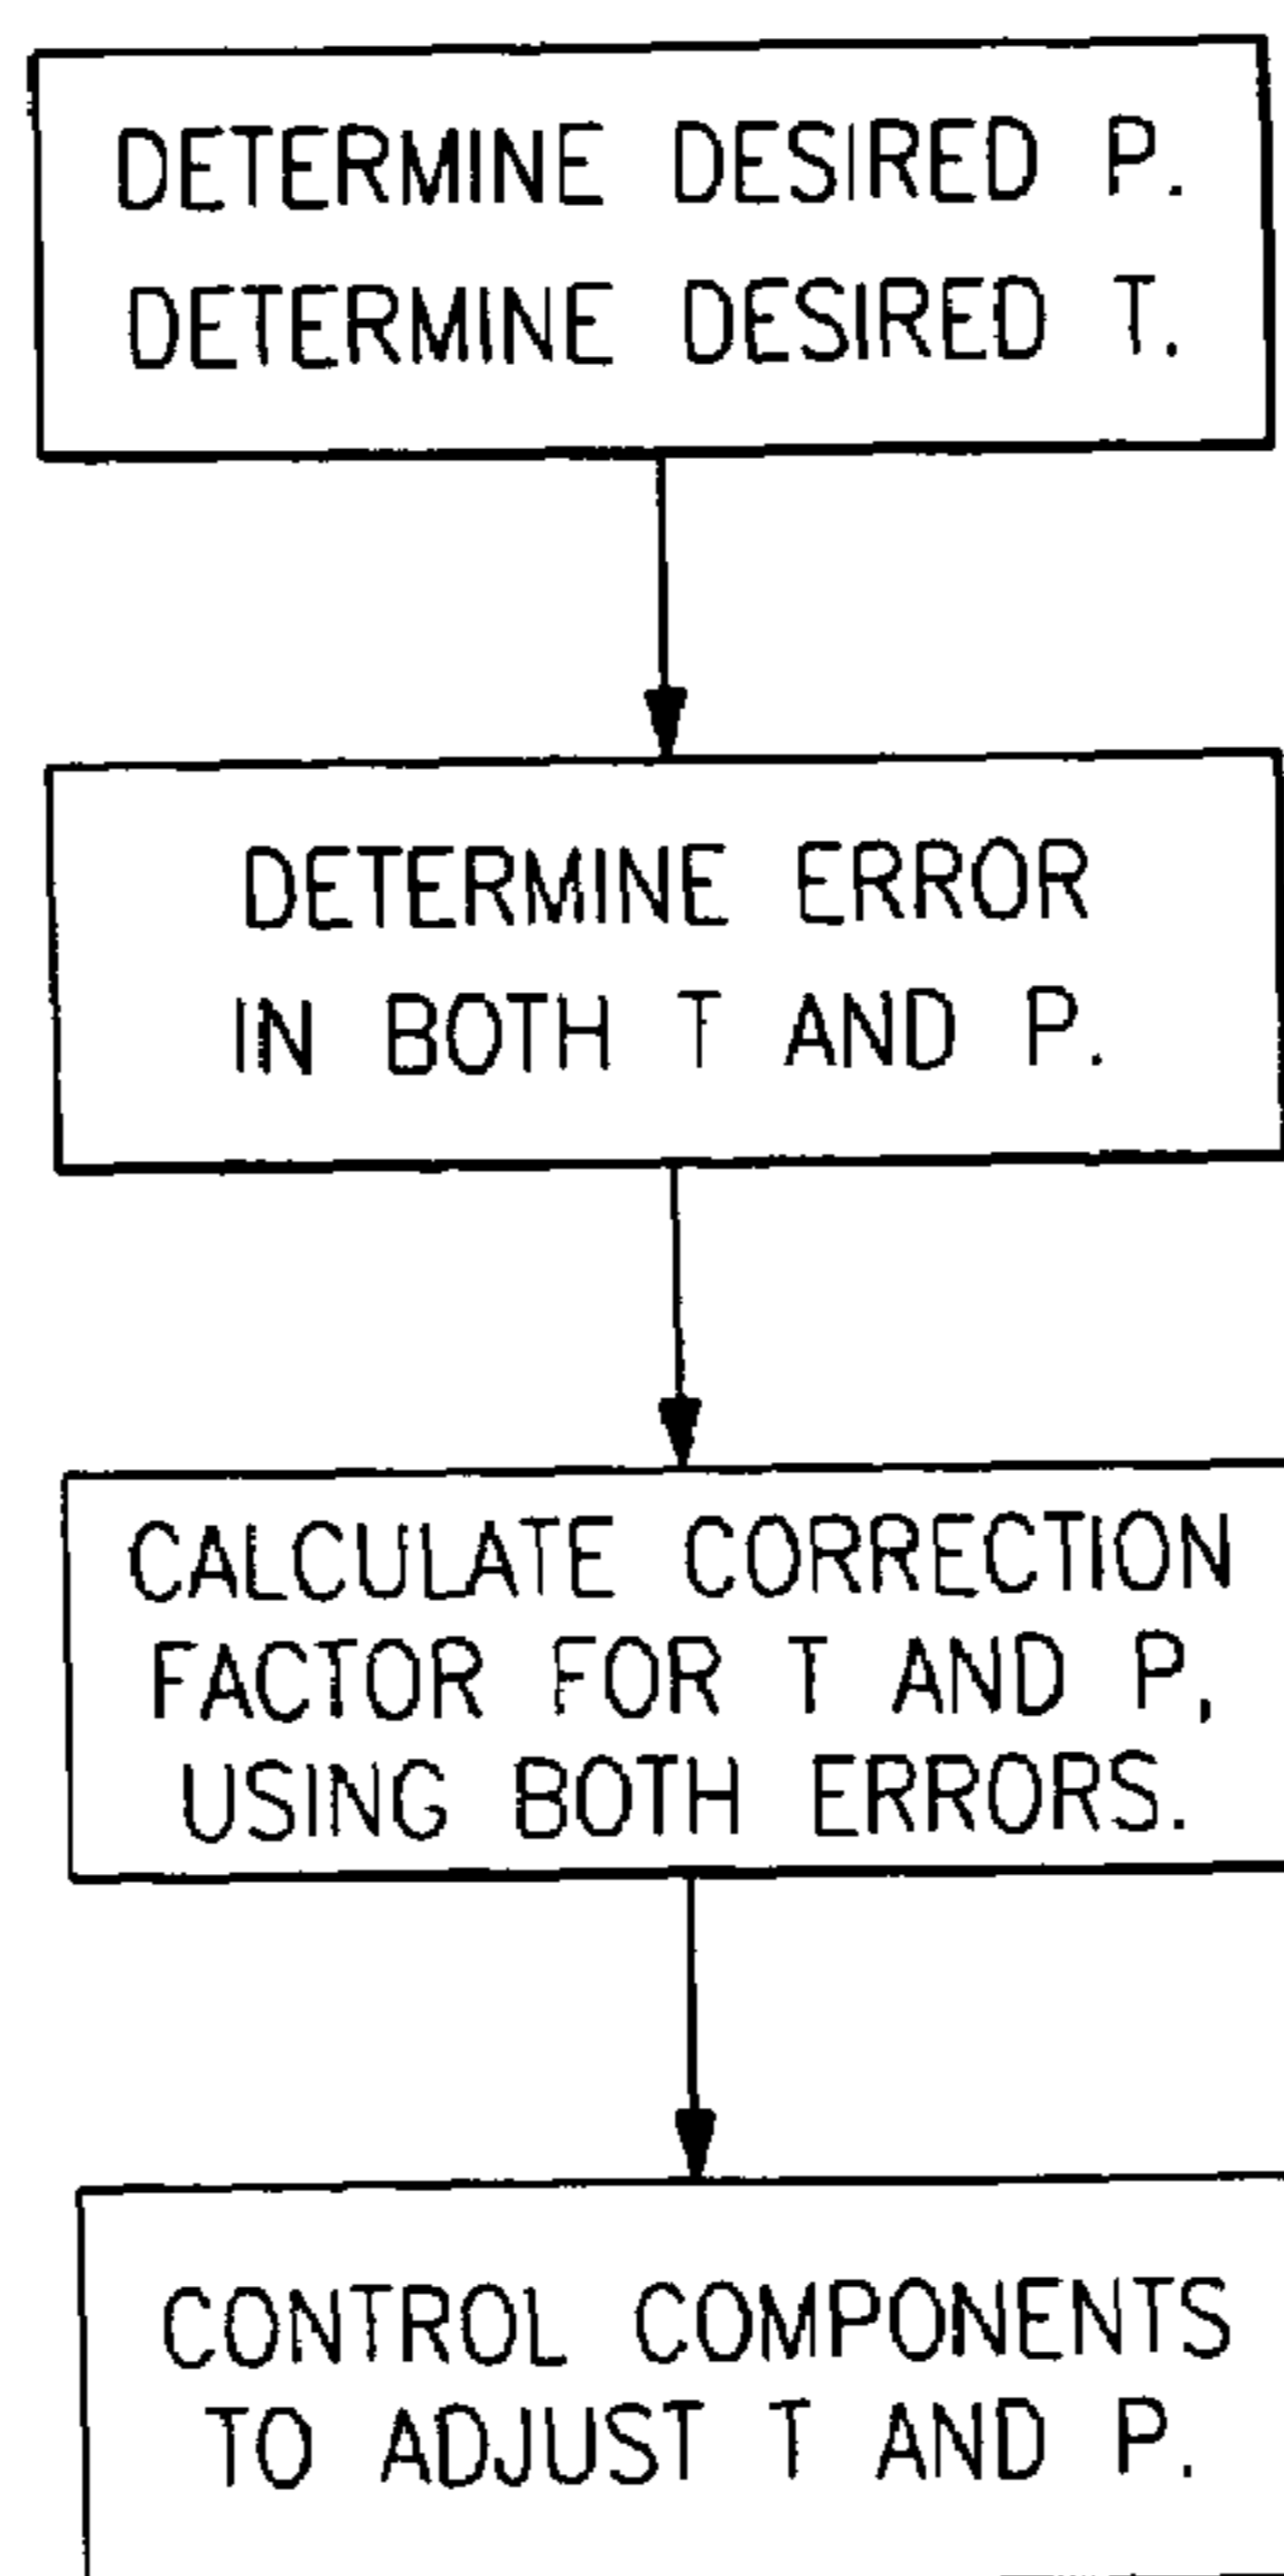 DETERMINE DESIRED P.
DETERMINE DESIRED T.
DETERMINE ERROR
IN BOTH T AND P.
CALCULATE CORRECTION
FACTOR FOR T AND P,
USING BOTH ERRORS.
CONTROL COMPONENTS
TO ADJUST T AND P.